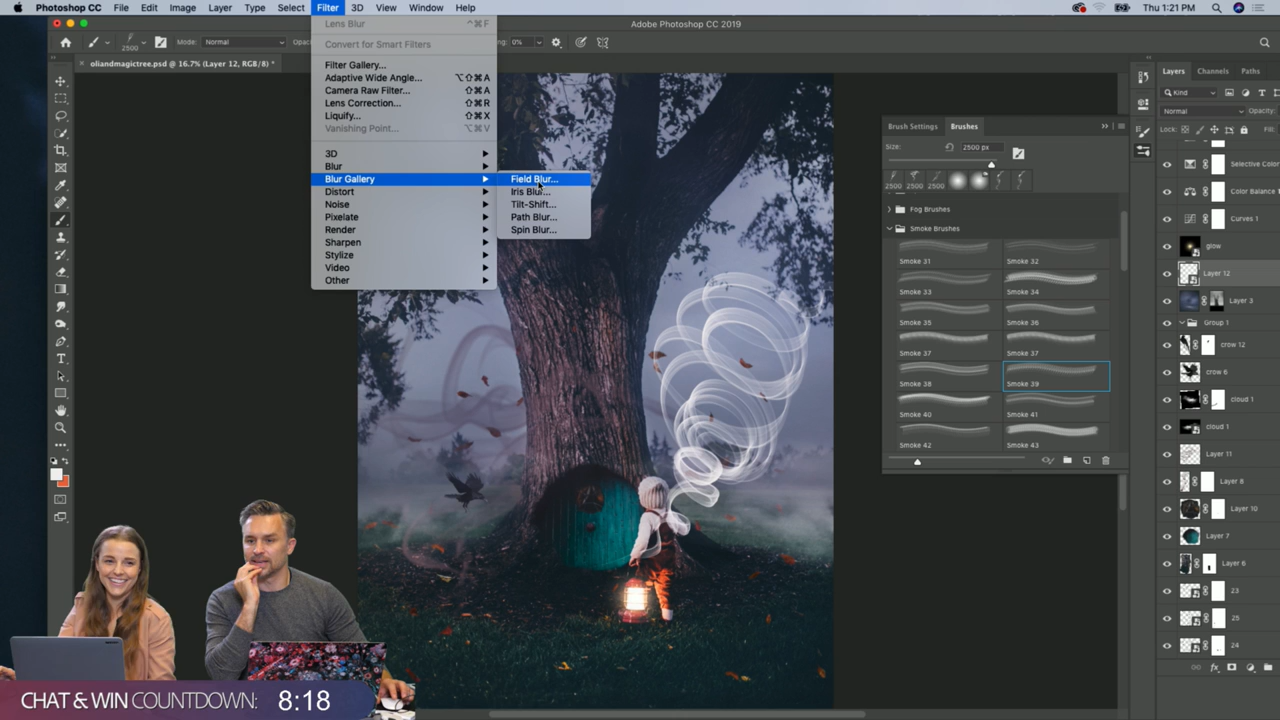 Photoshop CC File Edit Image Layer Type Select Filter 3D View Window Help Thu 1:21 PM
Adobe Photoshop CC 2019
2500 Mode: Normal 0%
oliandmagictree.psd @ 16.7% (Layer 12, RGB/8) *
Lens Blur ^⌘F
Convert for Smart Filters
Filter Gallery...
Adaptive Wide Angle... ⌥⇧⌘A
Camera Raw Filter... ⇧⌘A
Lens Correction... ⇧⌘R
Liquify... ⇧⌘X
Vanishing Point... ⌥⌘V
3D
Blur
Blur Gallery
Distort
Noise
Pixelate
Render
Sharpen
Stylize
Video
Other
Field Blur...
Iris Blur...
Tilt-Shift...
Path Blur...
Spin Blur...
Brush Settings Brushes
Size: 2500 px
2500 2500 2500
Fog Brushes
Smoke Brushes
Smoke 31 Smoke 32
Smoke 33 Smoke 34
Smoke 35 Smoke 36
Smoke 37 Smoke 37
Smoke 38 Smoke 39
Smoke 40 Smoke 41
Smoke 42 Smoke 43
Layers Channels Paths
Kind
Normal Opacity:
Lock:
Selective Color
Color Balance
Curves 1
glow
Layer 12
Layer 3
Group 1
crow 12
crow 6
cloud 1
cloud 1
Layer 11
Layer 8
Layer 10
Layer 7
Layer 6
23
25
24
CHAT & WIN COUNTDOWN: 8:18